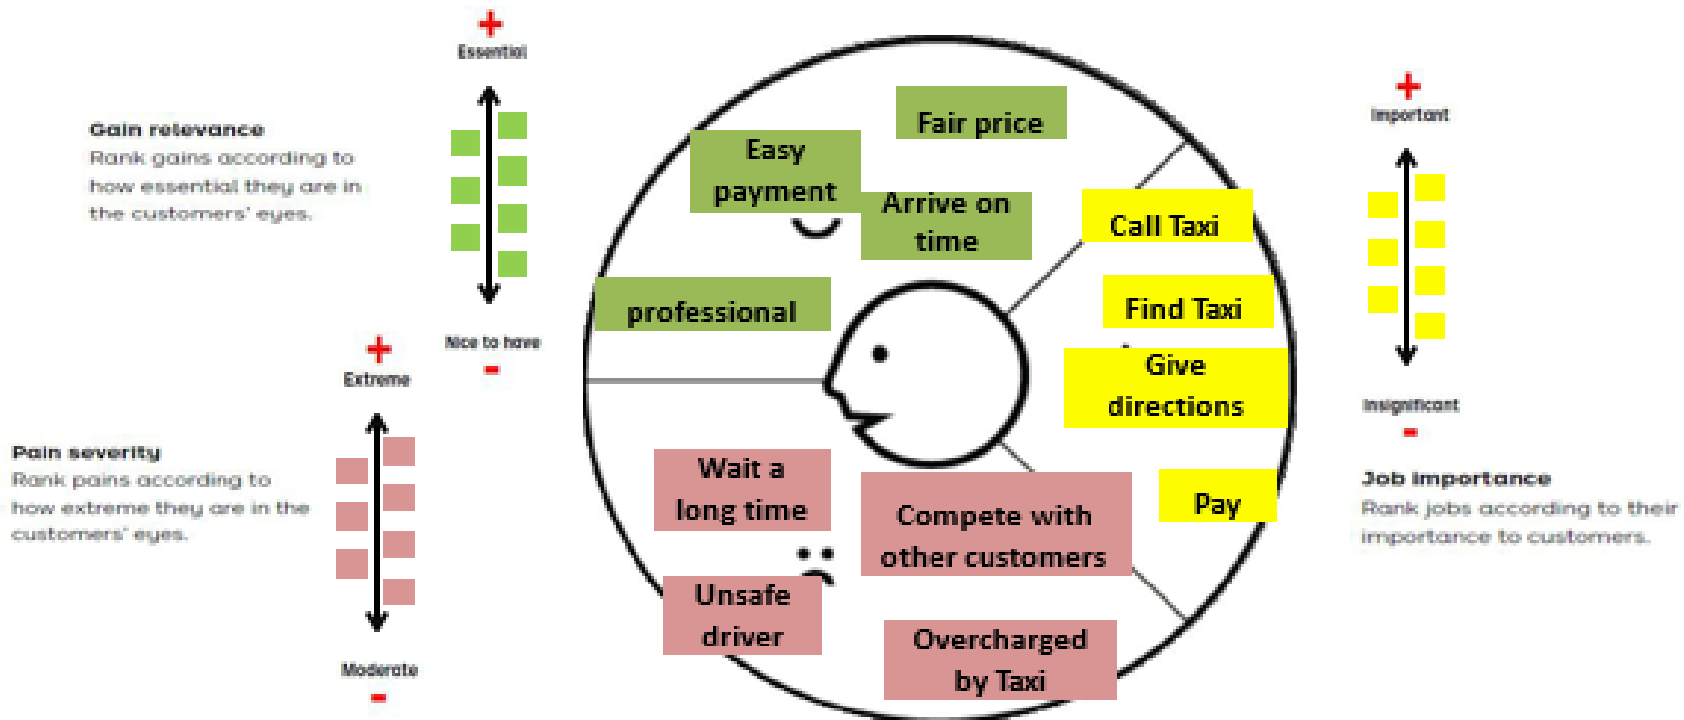 +
Essential
Gain relevance
Rank gains according to
how essential they are in
the customers' eyes.
Nice to have
-
+
Extreme
Pain severity
Rank pains according to
how extreme they are in the
customers' eyes.
Moderate
-
Fair price
Easy
payment
Arrive on
time
professional
Call Taxi
Find Taxi
Give
directions
Pay
Wait a
long time
Compete with
other customers
Unsafe
driver
Overcharged
by Taxi
+
Important
Insignificant
-
Job importance
Rank jobs according to their
importance to customers.